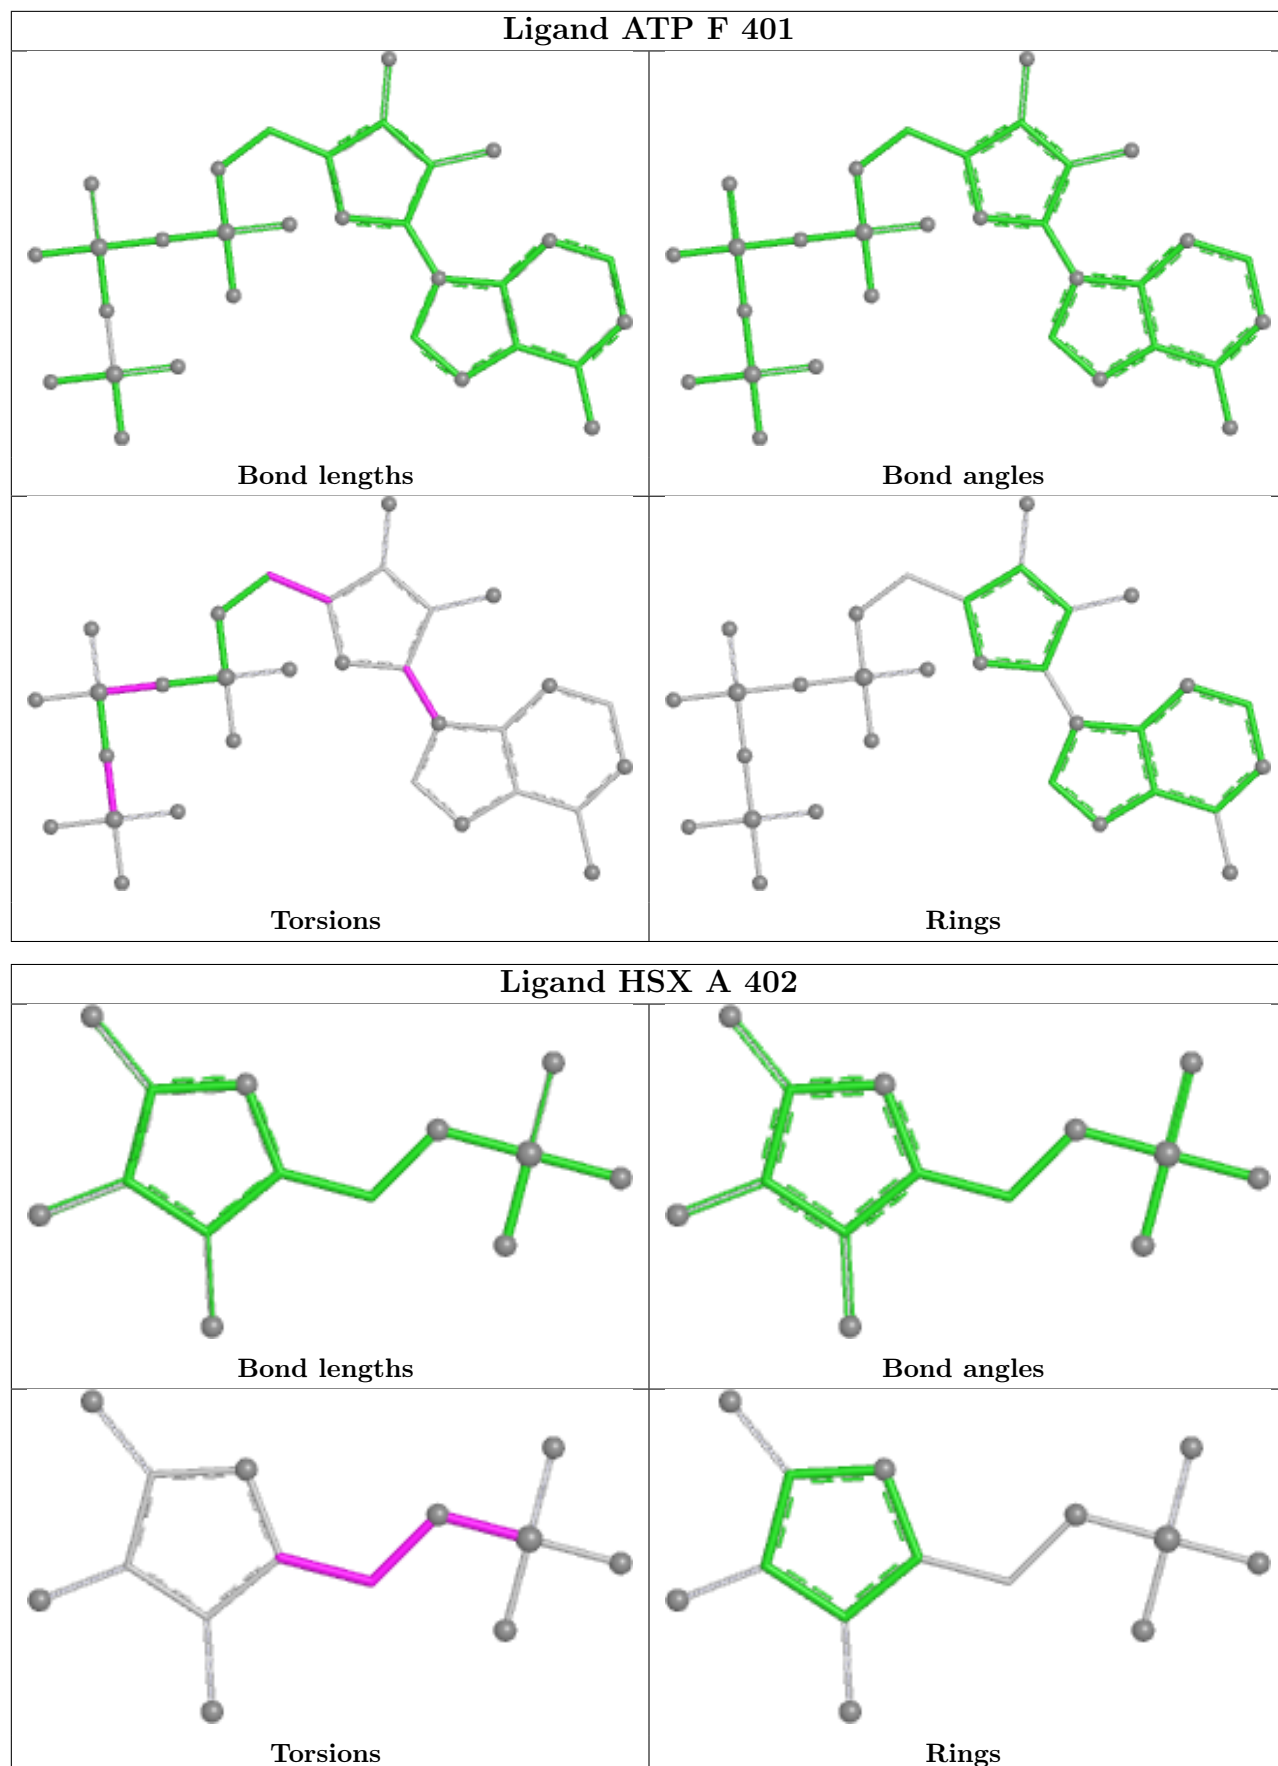 Ligand ATP F 401
Bond lengths
Bond angles
Torsions
Rings
Ligand HSX A 402
Bond lengths
Bond angles
Torsions
Rings